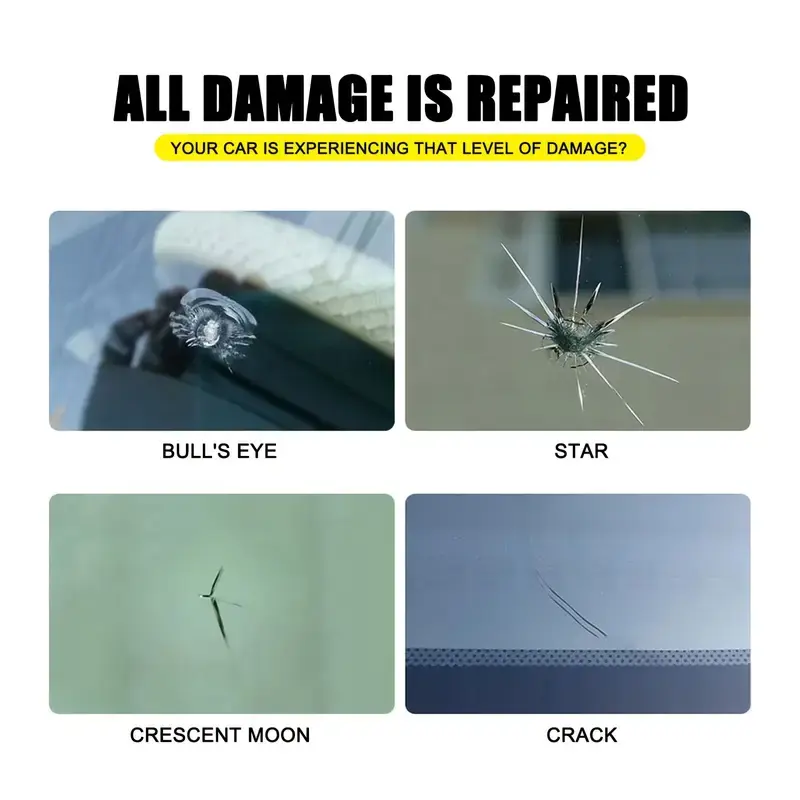 ALL DAMAGE IS REPAIRED
YOUR CAR IS EXPERIENCING THAT LEVEL OF DAMAGE?
BULL'S EYE
STAR
CRESCENT MOON
CRACK